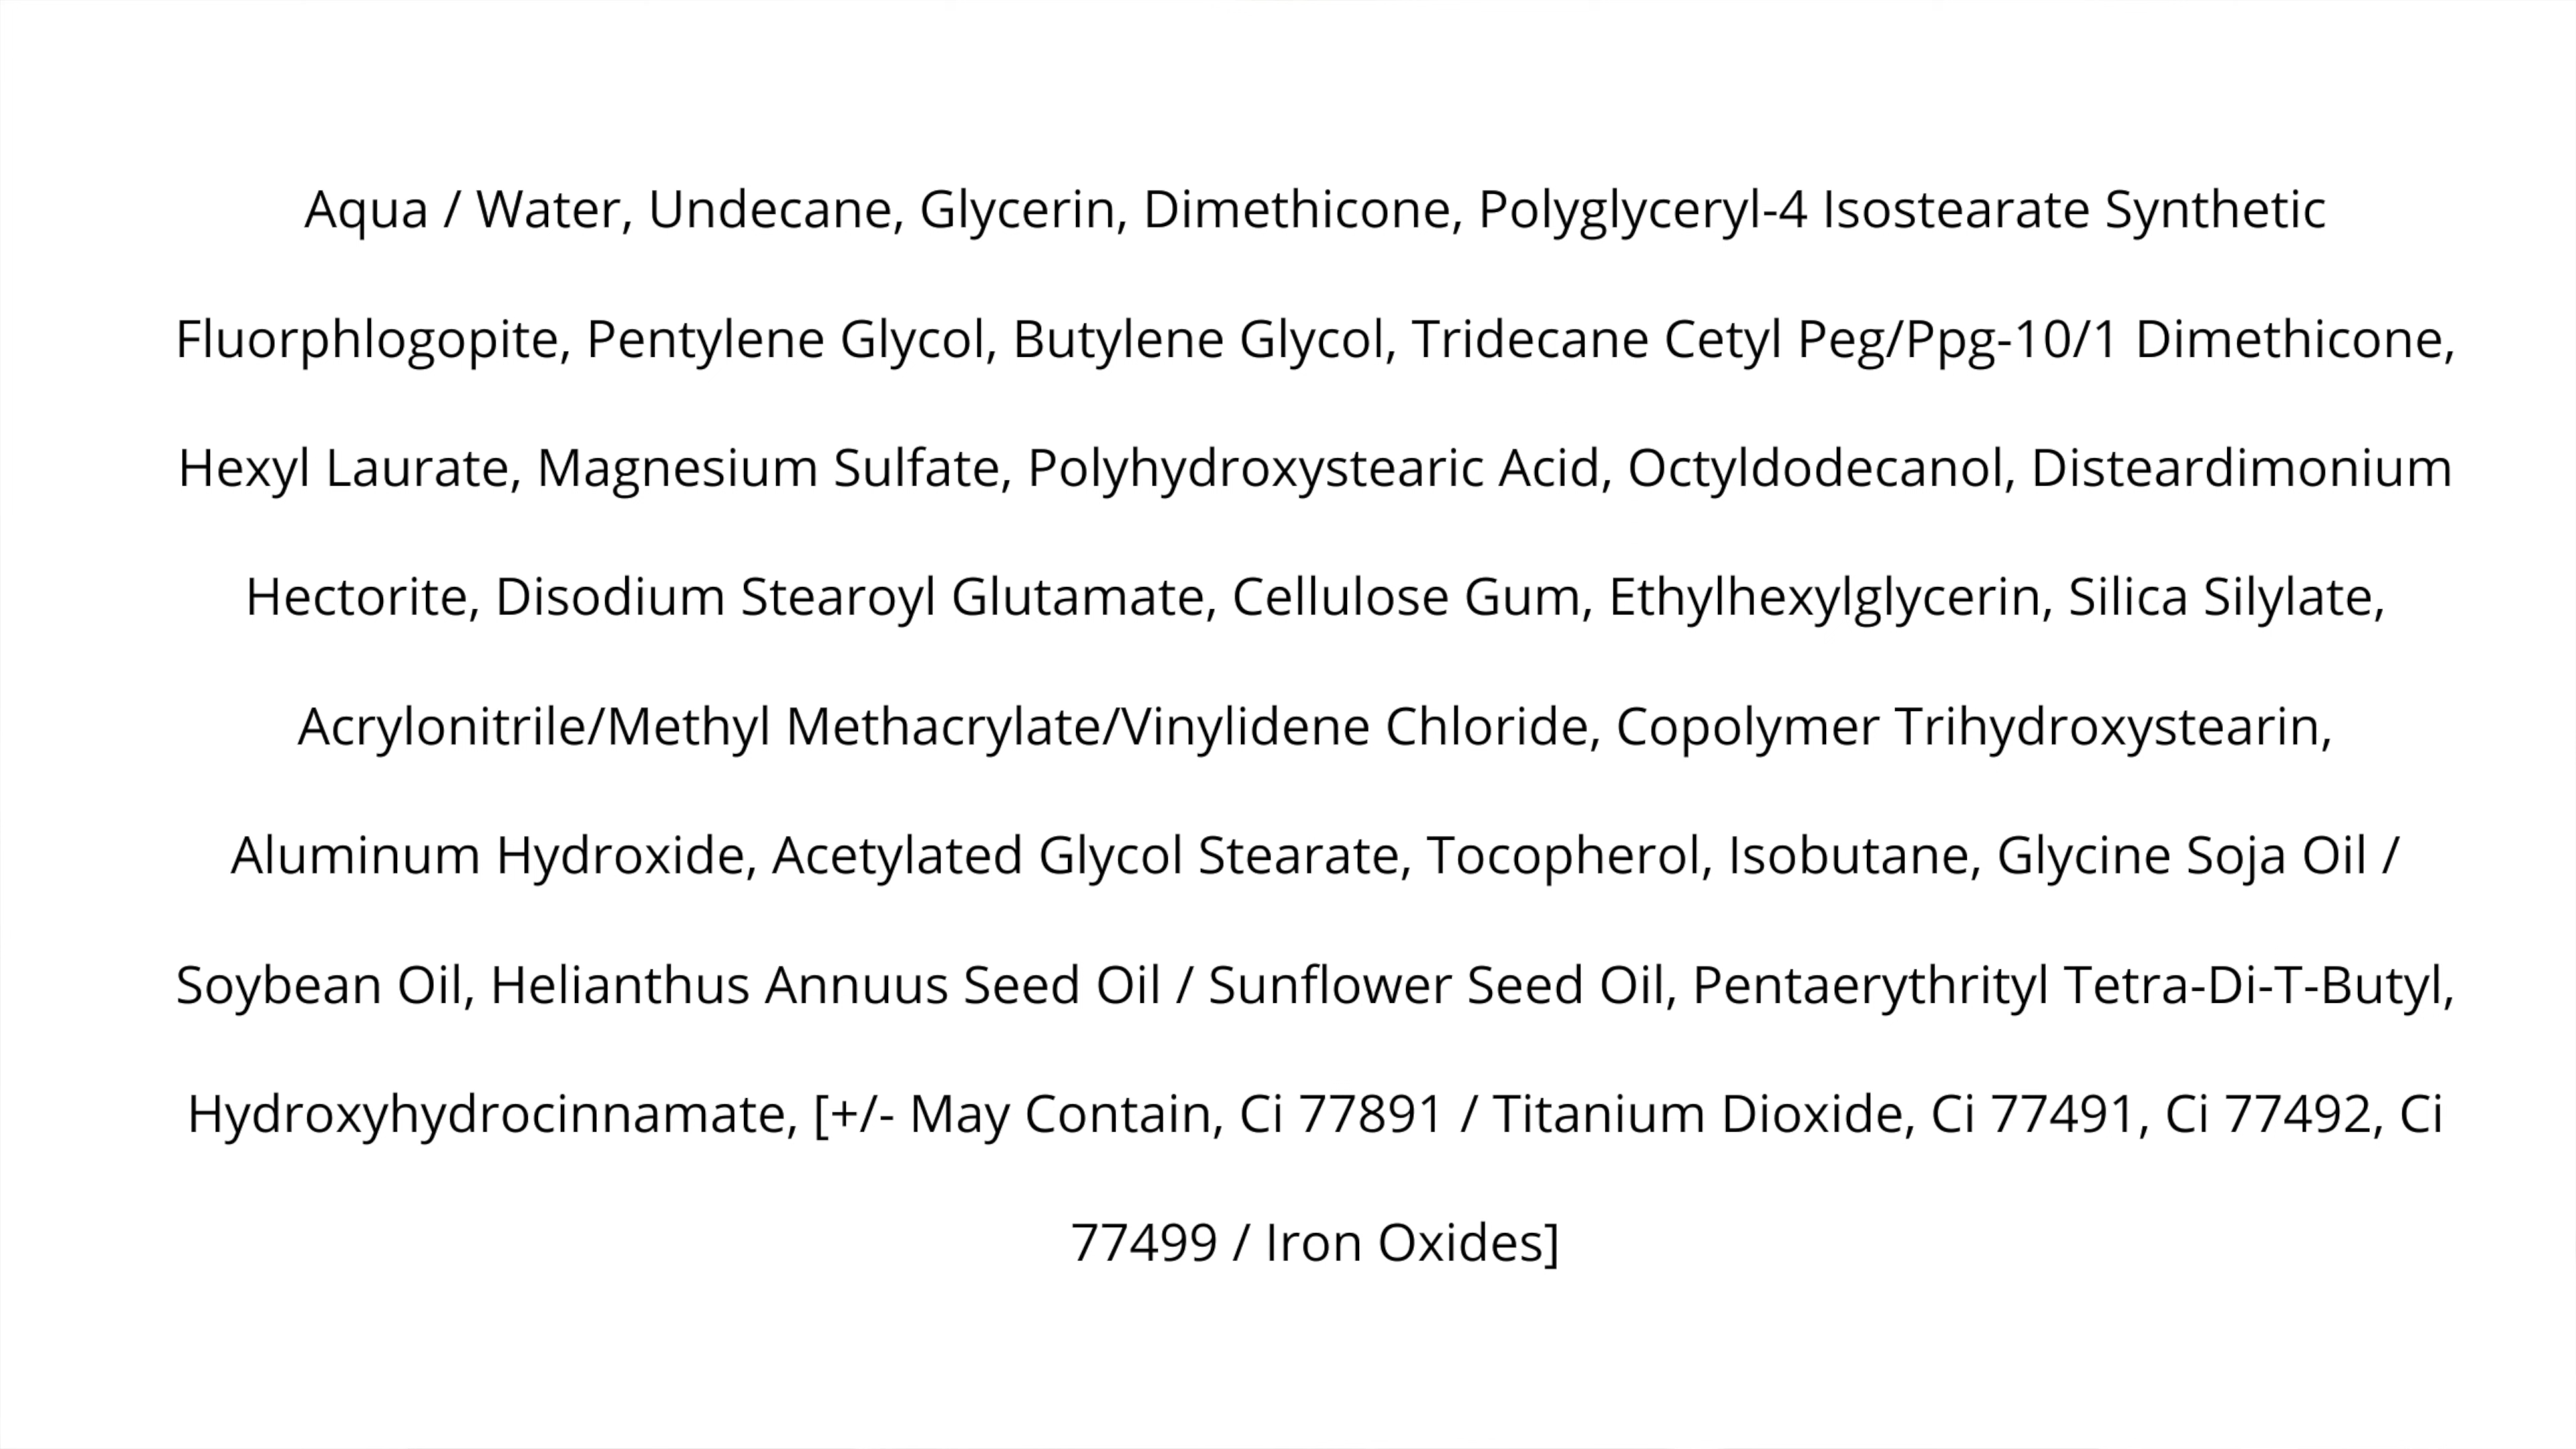 Aqua / Water, Undecane, Glycerin, Dimethicone, Polyglyceryl-4 Isostearate Synthetic
Fluorphlogopite, Pentylene Glycol, Butylene Glycol, Tridecane Cetyl Peg/Ppg-10/1 Dimethicone,
Hexyl Laurate, Magnesium Sulfate, Polyhydroxystearic Acid, Octyldodecanol, Disteardimonium
Hectorite, Disodium Stearoyl Glutamate, Cellulose Gum, Ethylhexylglycerin, Silica Silylate,
Acrylonitrile/Methyl Methacrylate/Vinylidene Chloride, Copolymer Trihydroxystearin,
Aluminum Hydroxide, Acetylated Glycol Stearate, Tocopherol, Isobutane, Glycine Soja Oil /
Soybean Oil, Helianthus Annuus Seed Oil / Sunflower Seed Oil, Pentaerythrityl Tetra-Di-T-Butyl,
Hydroxyhydrocinnamate, [+/- May Contain, Ci 77891 / Titanium Dioxide, Ci 77491, Ci 77492, Ci
77499 / Iron Oxides]